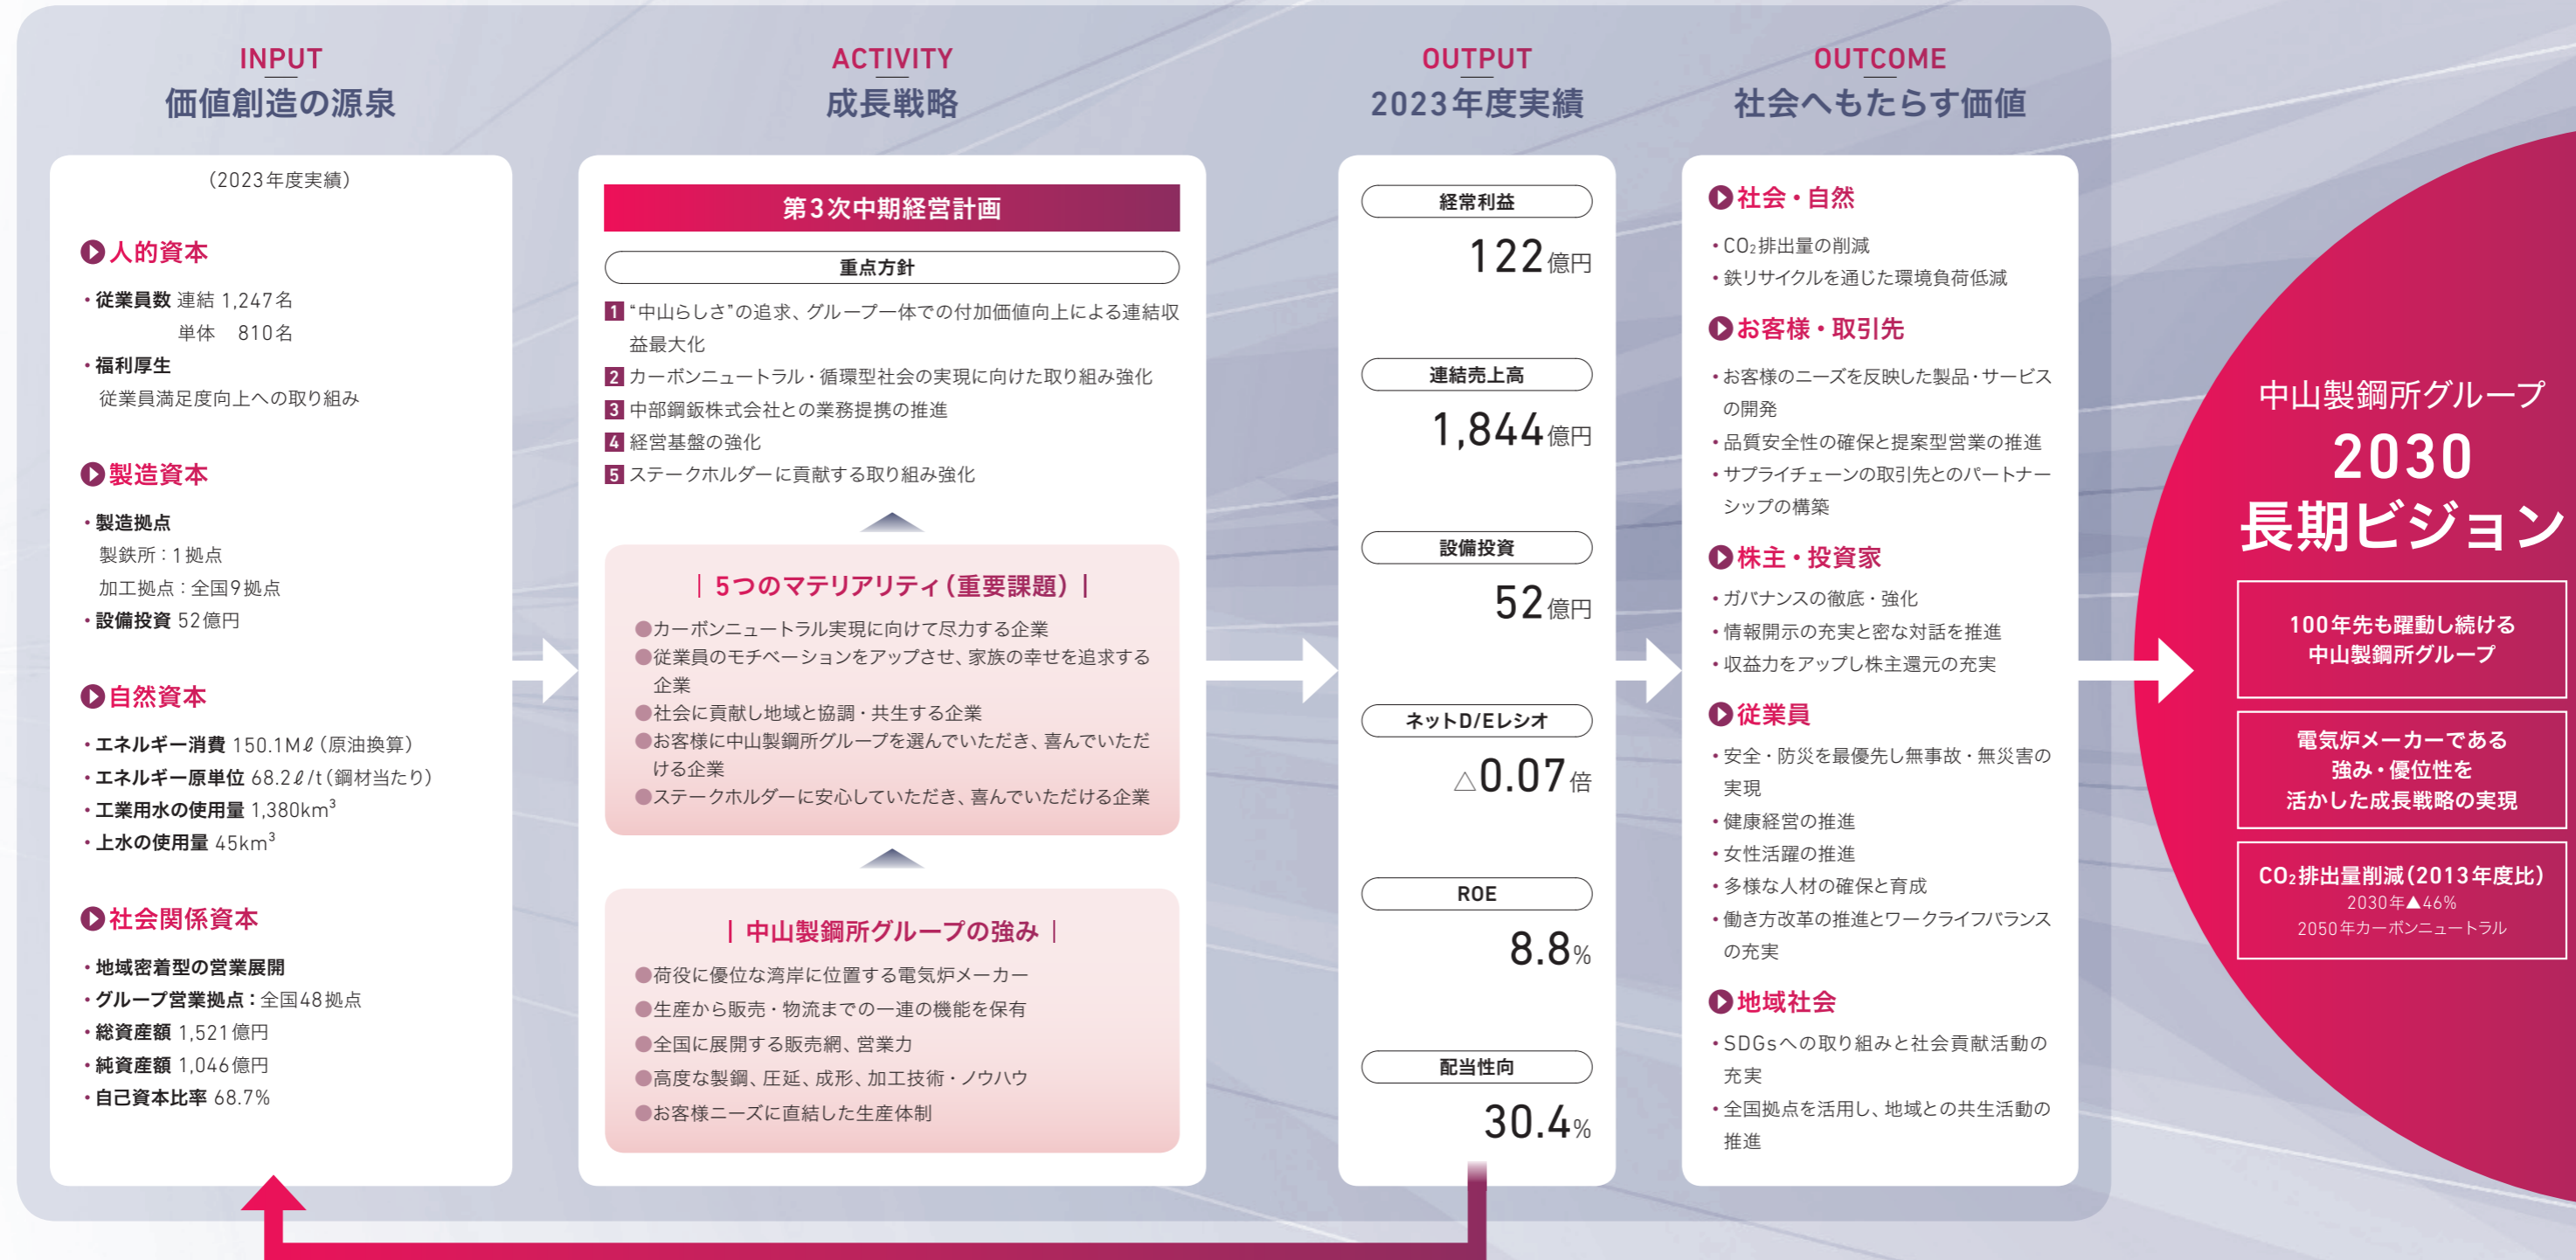 INPUT
価値創造の源泉
（2023年度実績）
人的資本
・従業員数 連結 1,247名
単体 810名
・福利厚生
従業員満足度向上への取り組み
製造資本
・製造拠点
製鉄所：1拠点
加工拠点：全国9拠点
・設備投資 52億円
自然資本
・エネルギー消費 150.1Mℓ（原油換算）
・エネルギー原単位 68.2ℓ/t（鋼材当たり）
・工業用水の使用量 1,380km³
・上水の使用量 45km³
社会関係資本
・地域密着型の営業展開
・グループ営業拠点：全国48拠点
・総資産額 1,521億円
・純資産額 1,046億円
・自己資本比率 68.7%
ACTIVITY
成長戦略
第3次中期経営計画
重点方針
1 “中山らしさ”の追求、グループ一体での付加価値向上による連結収
益最大化
2 カーボンニュートラル・循環型社会の実現に向けた取り組み強化
3 中部鋼鈑株式会社との業務提携の推進
4 経営基盤の強化
5 ステークホルダーに貢献する取り組み強化
｜5つのマテリアリティ（重要課題）｜
●カーボンニュートラル実現に向けて尽力する企業
●従業員のモチベーションをアップさせ、家族の幸せを追求する
企業
●社会に貢献し地域と協調・共生する企業
●お客様に中山製鋼所グループを選んでいただき、喜んでいただ
ける企業
●ステークホルダーに安心していただき、喜んでいただける企業
｜中山製鋼所グループの強み｜
●荷役に優位な湾岸に位置する電気炉メーカー
●生産から販売・物流までの一連の機能を保有
●全国に展開する販売網、営業力
●高度な製鋼、圧延、成形、加工技術・ノウハウ
●お客様ニーズに直結した生産体制
OUTPUT
2023年度実績
経常利益
122億円
連結売上高
1,844億円
設備投資
52億円
ネットD/Eレシオ
△0.07倍
ROE
8.8%
配当性向
30.4%
OUTCOME
社会へもたらす価値
社会・自然
・CO₂排出量の削減
・鉄リサイクルを通じた環境負荷低減
お客様・取引先
・お客様のニーズを反映した製品・サービス
の開発
・品質安全性の確保と提案型営業の推進
・サプライチェーンの取引先とのパートナー
シップの構築
株主・投資家
・ガバナンスの徹底・強化
・情報開示の充実と密な対話を推進
・収益力をアップし株主還元の充実
従業員
・安全・防災を最優先し無事故・無災害の
実現
・健康経営の推進
・女性活躍の推進
・多様な人材の確保と育成
・働き方改革の推進とワークライフバランス
の充実
地域社会
・SDGsへの取り組みと社会貢献活動の
充実
・全国拠点を活用し、地域との共生活動の
推進
中山製鋼所グループ
2030
長期ビジョン
100年先も躍動し続ける
中山製鋼所グループ
電気炉メーカーである
強み・優位性を
活かした成長戦略の実現
CO₂排出量削減（2013年度比）
2030年▲46%
2050年カーボンニュートラル